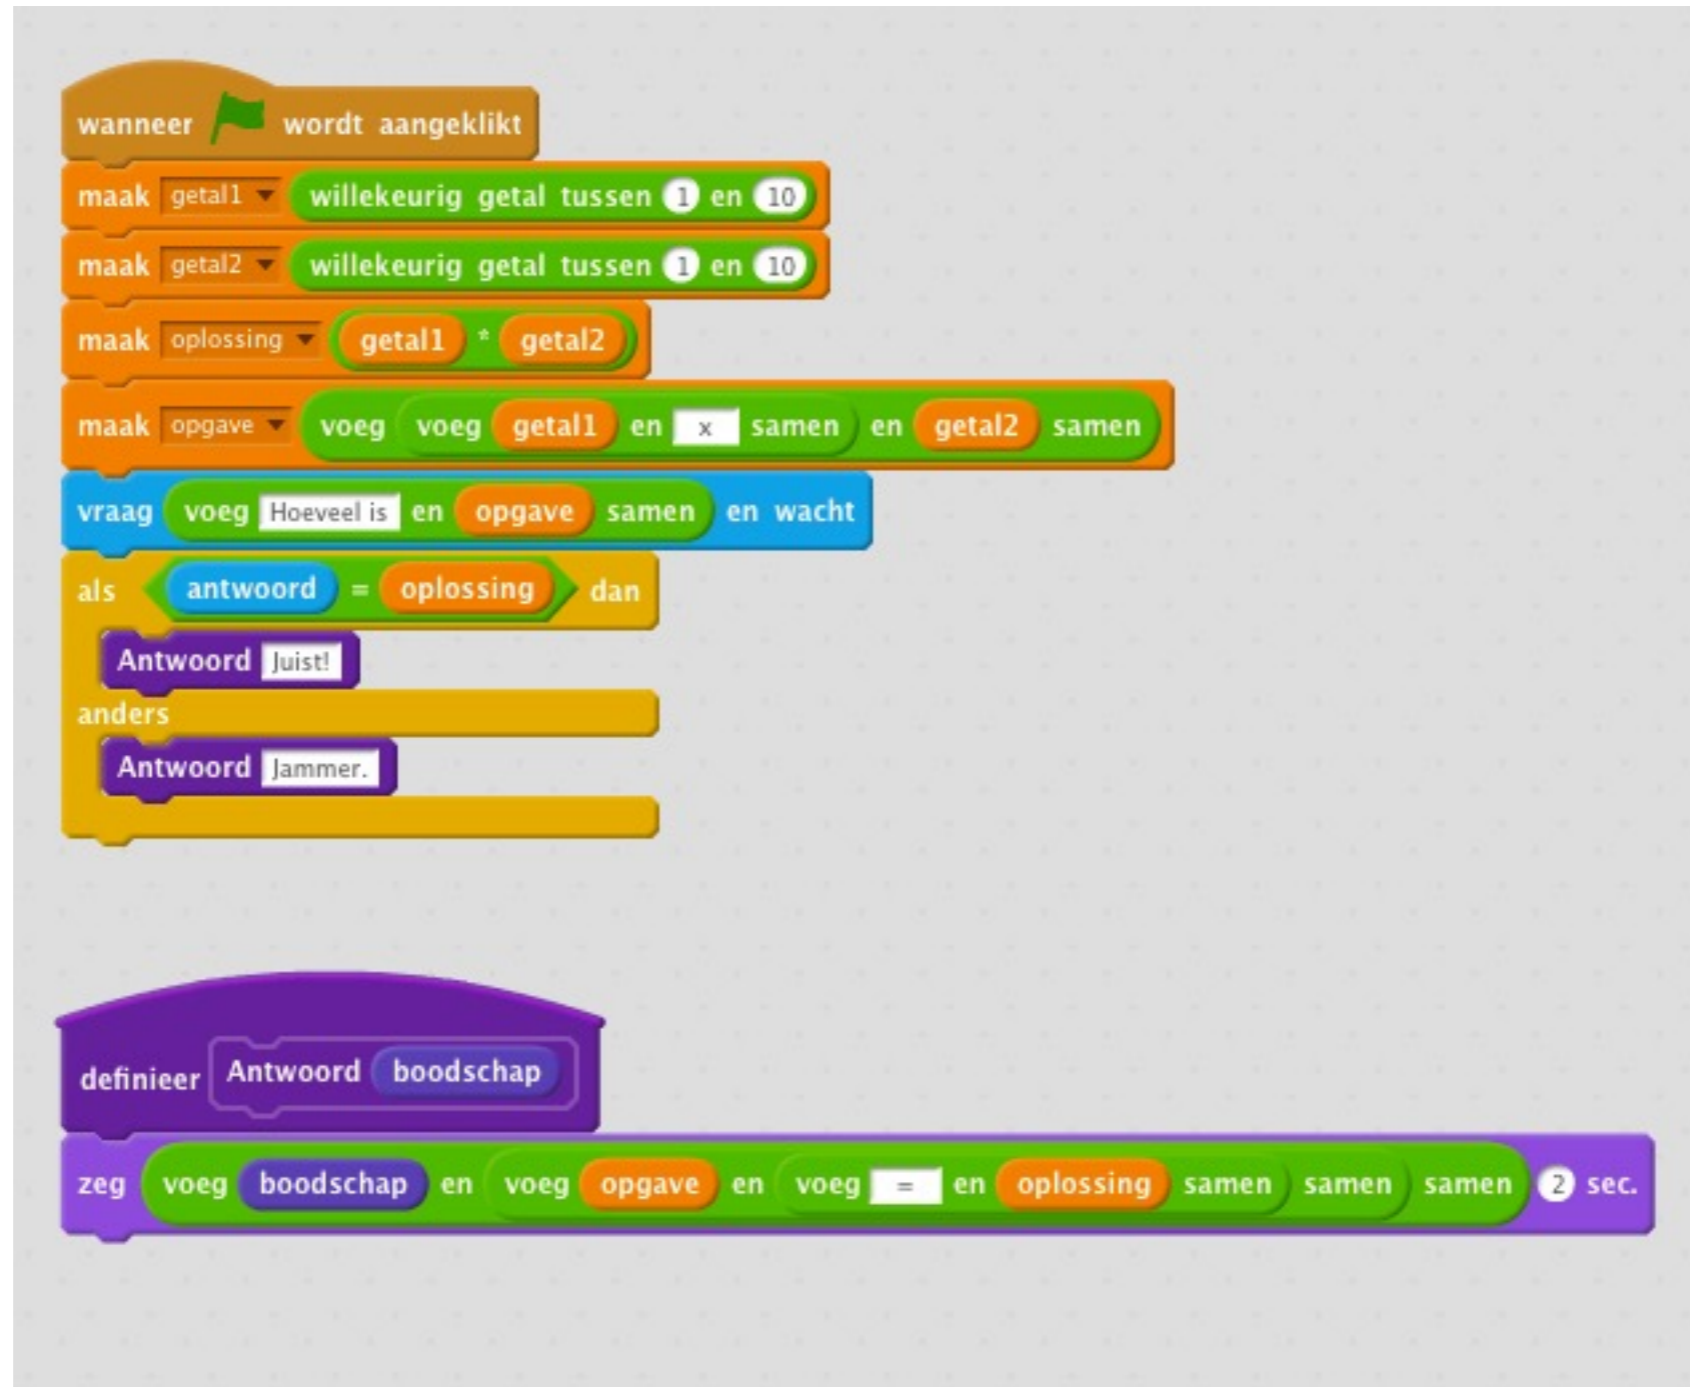 wanneer wordt aangeklikt
maak getal1 willekeurig getal tussen 1 en 10
maak getal2 willekeurig getal tussen 1 en 10
maak oplossing getal1 * getal2
maak opgave voeg voeg getal1 en x samen en getal2 samen
vraag voeg Hoeveel is en opgave samen en wacht
als antwoord = oplossing dan
Antwoord Juist!
anders
Antwoord Jammer.
definieer Antwoord boodschap
zeg voeg boodschap en voeg opgave en voeg = en oplossing samen samen samen 2 sec.